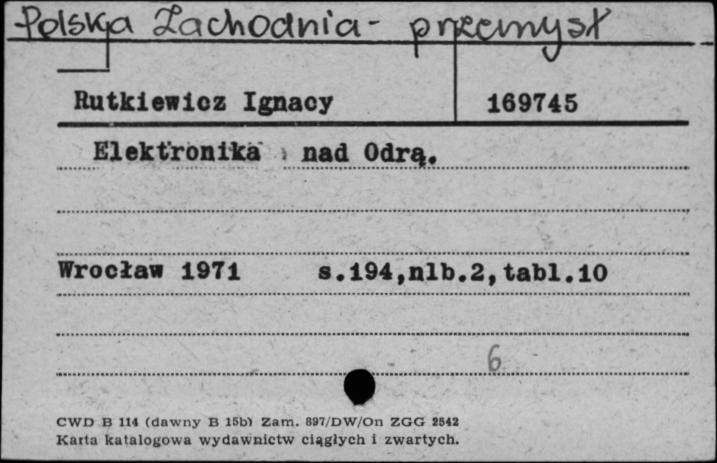 Polska Zachodnia - przemysł
Rutkiewicz Ignacy 169745
Elektronika nad Odrą.
Wrocław 1971 s.194,nlb.2,tabl.10
6
CWD B 114 (dawny B 15b) Zam. 897/DW/On ZGG 2542
Karta katalogowa wydawnictw ciągłych i zwartych.